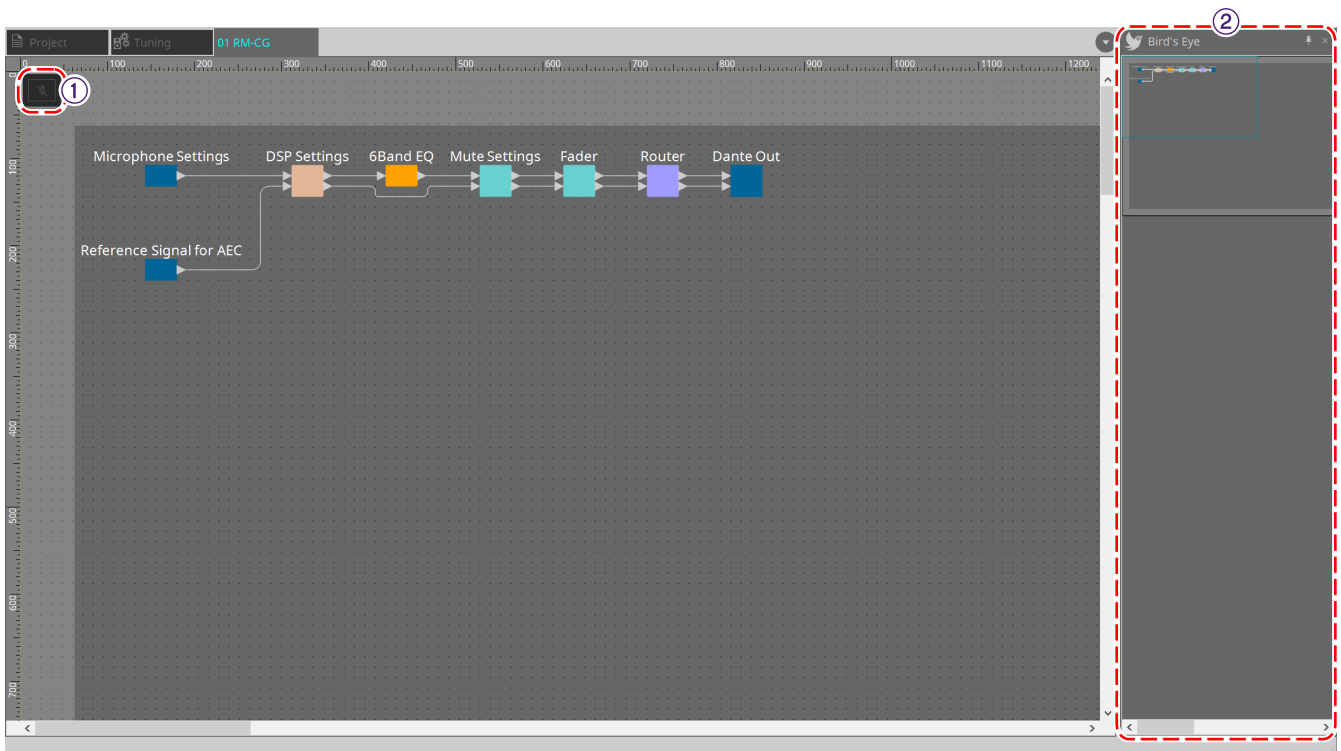 ②
Project
Tuning
01 RM-CG
Bird's Eye
0 100 200 300 400 500 600 700 800 900 1000 1100 1200
0
①
Microphone Settings
DSP Settings
6Band EQ
Mute Settings
Fader
Router
Dante Out
100
Reference Signal for AEC
200
300
400
500
600
700